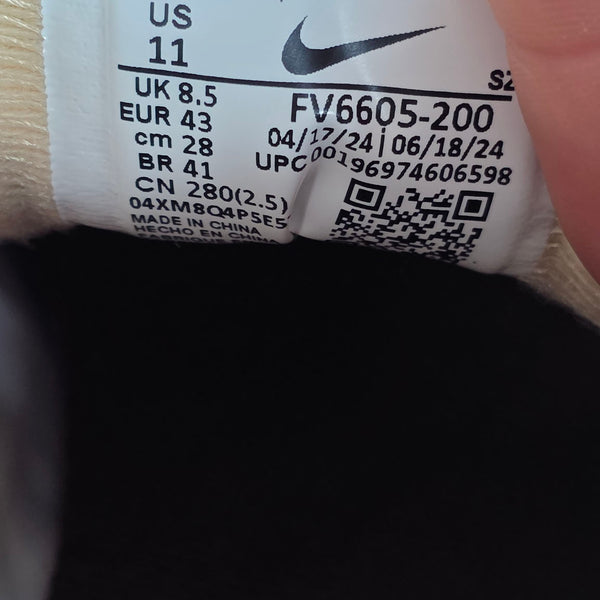 US
11
SZ
UK 8.5
FV6605-200
EUR 43
04/17/24 | 06/18/24
cm 28
UPC 00196974606598
BR 41
CN 280(2.5)
04XM8Q4P5E5
MADE IN CHINA
HECHO EN CHINA